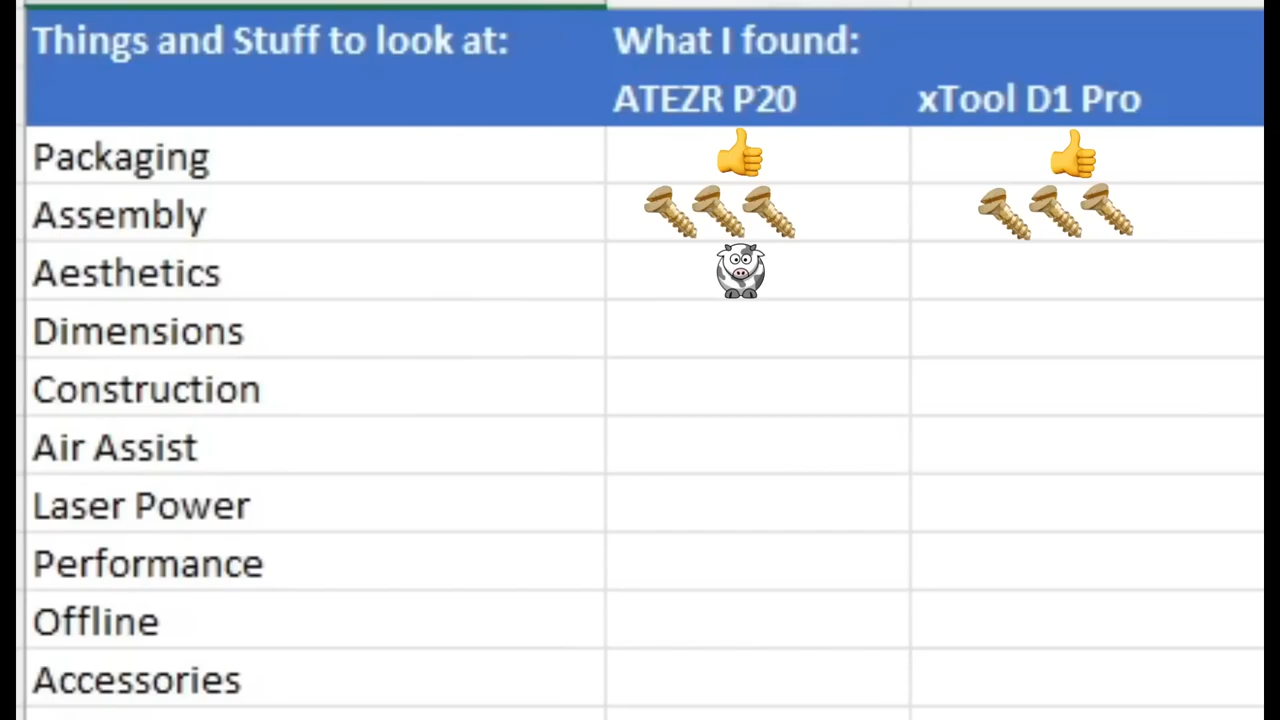 Things and Stuff to look at: What I found:
ATEZR P20 xTool D1 Pro
Packaging
Assembly
Aesthetics
Dimensions
Construction
Air Assist
Laser Power
Performance
Offline
Accessories